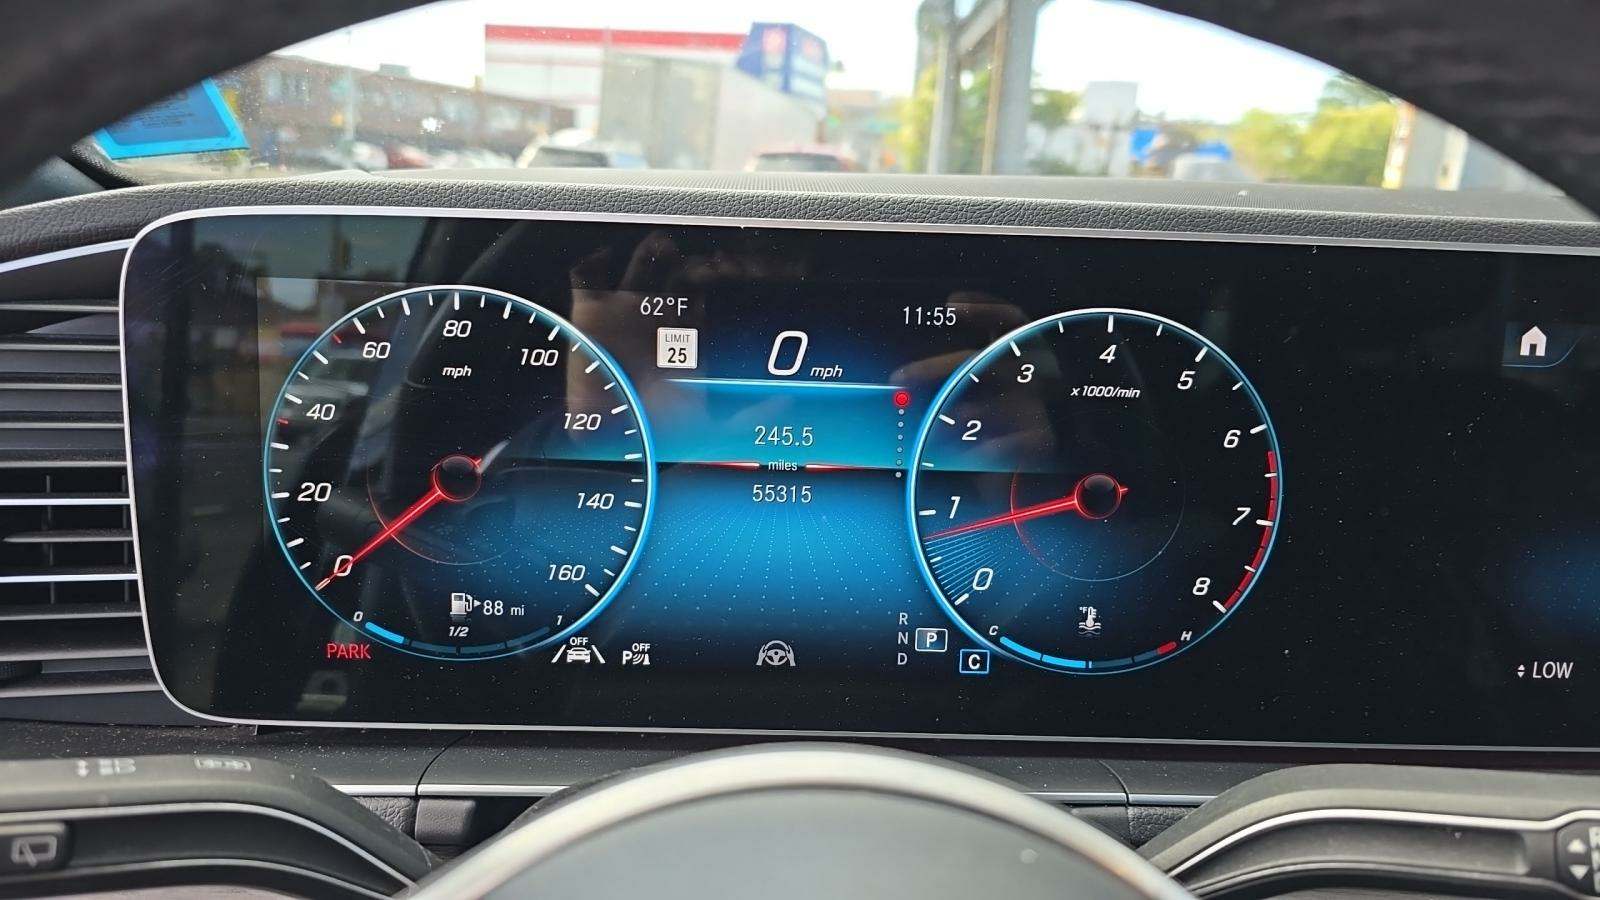 62°F
11:55
LIMIT
25
0 mph
245.5
miles
55315
80
60
100
mph
40
120
20
140
0
160
88 mi
0
1/2
1
PARK
OFF
P OFF
R
N
D
P
C
4
3
5
x1000/min
2
6
1
7
0
8
°F
C
H
LOW